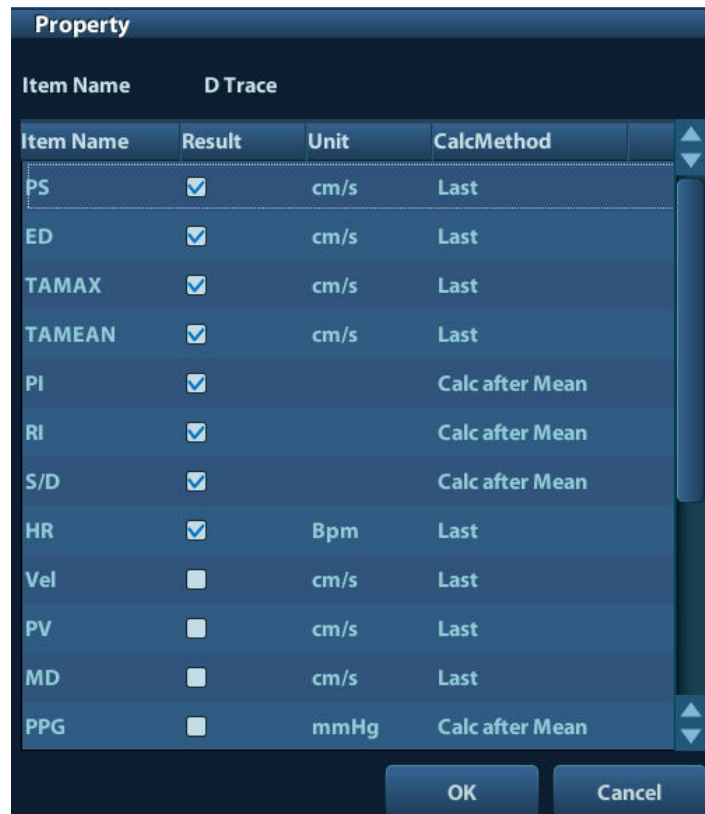 Property
Item Name D Trace
Item Name Result Unit CalcMethod
PS cm/s Last
ED cm/s Last
TAMAX cm/s Last
TAMEAN cm/s Last
PI Calc after Mean
RI Calc after Mean
S/D Calc after Mean
HR Bpm Last
Vel cm/s Last
PV cm/s Last
MD cm/s Last
PPG mmHg Calc after Mean
OK Cancel